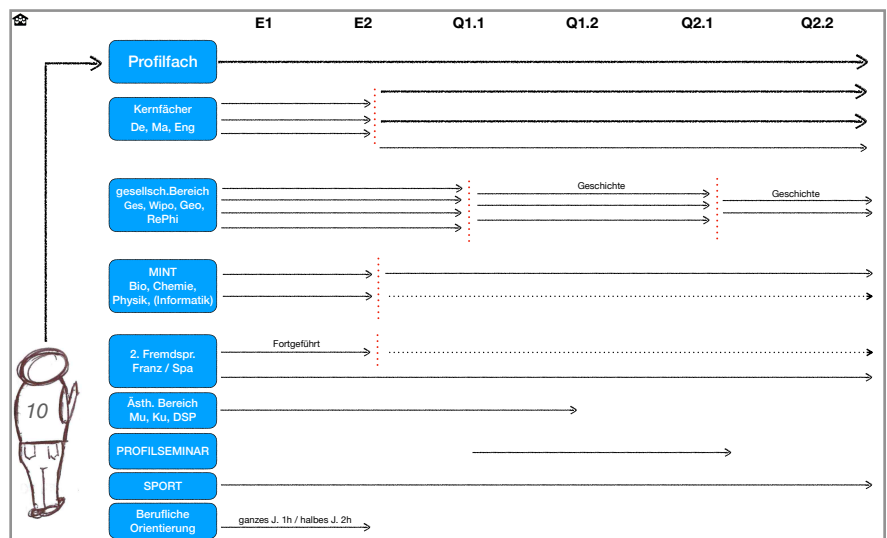 E1 E2 Q1.1 Q1.2 Q2.1 Q2.2
Profilfach
Kernfächer
De, Ma, Eng
gesellsch.Bereich
Ges, Wipo, Geo,
RePhi
Geschichte
Geschichte
MINT
Bio, Chemie,
Physik, (Informatik)
2. Fremdspr.
Franz / Spa
Fortgeführt
10
Ästh. Bereich
Mu, Ku, DSP
PROFILSEMINAR
SPORT
Berufliche
Orientierung
ganzes J. 1h / halbes J. 2h